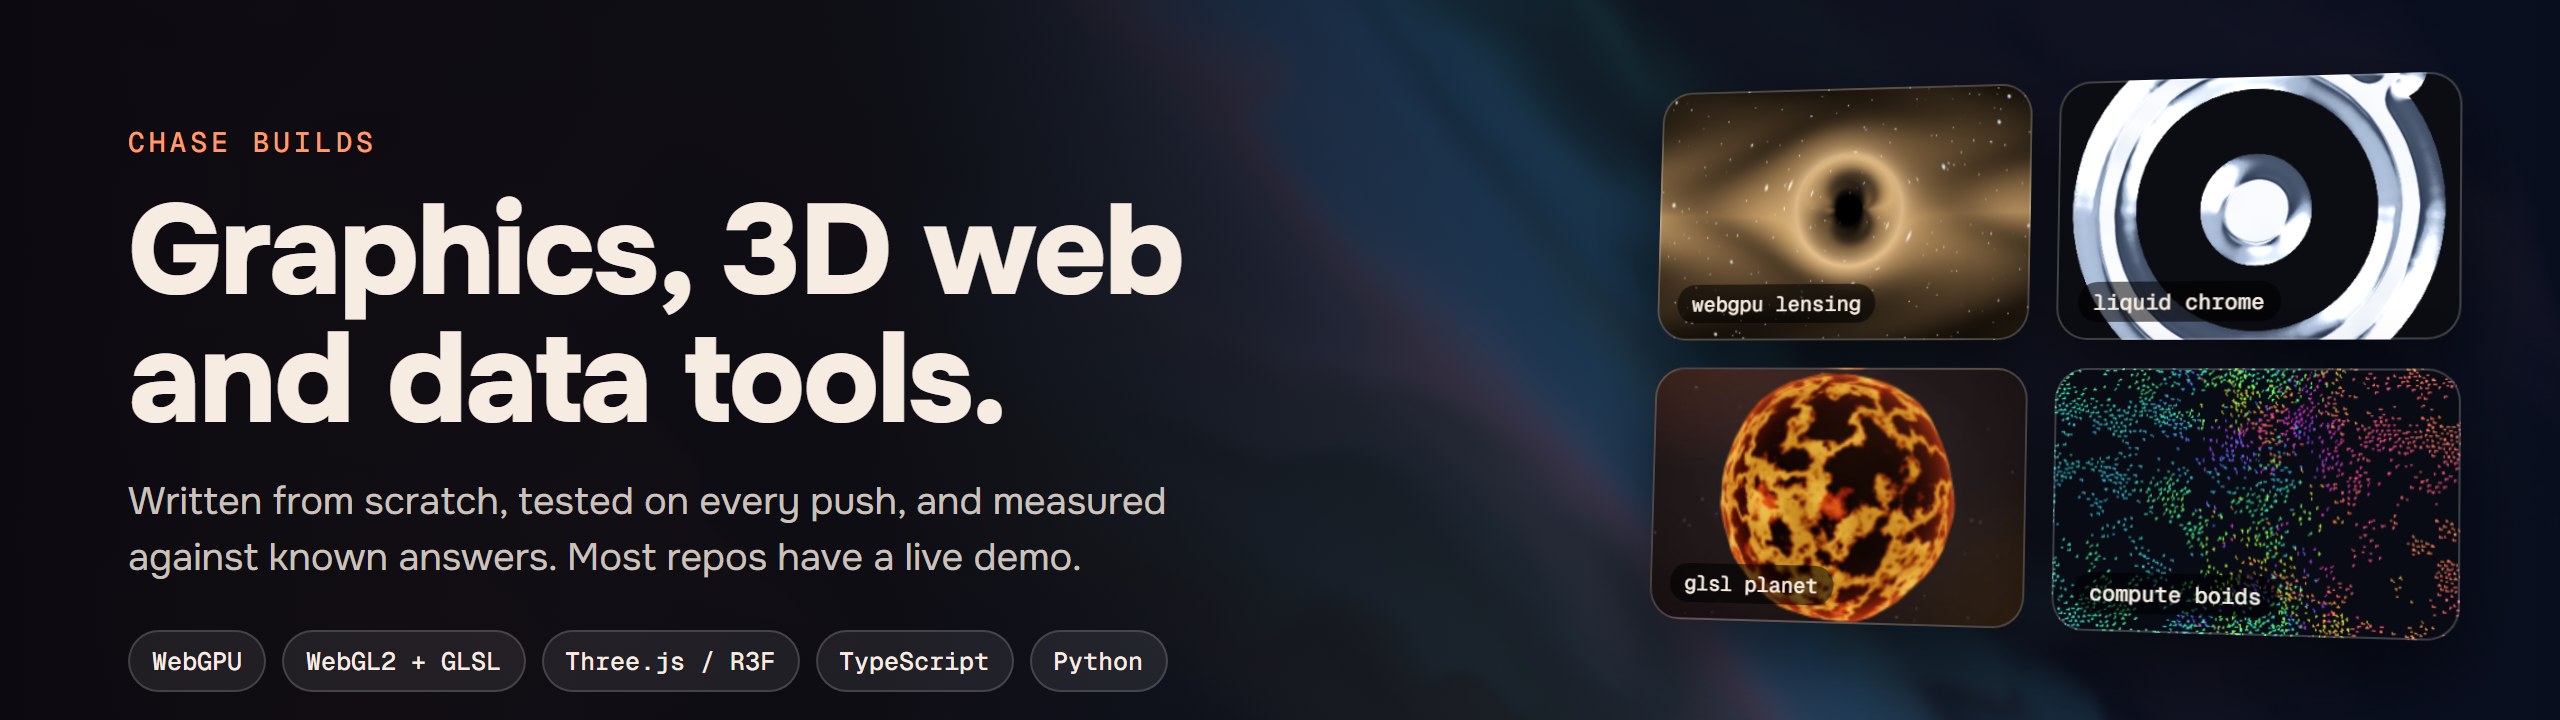 CHASE BUILDS
Graphics, 3D web
and data tools.
Written from scratch, tested on every push, and measured
against known answers. Most repos have a live demo.
WebGPU
WebGL2 + GLSL
Three.js / R3F
TypeScript
Python
webgpu lensing
liquid chrome
glsl planet
compute boids